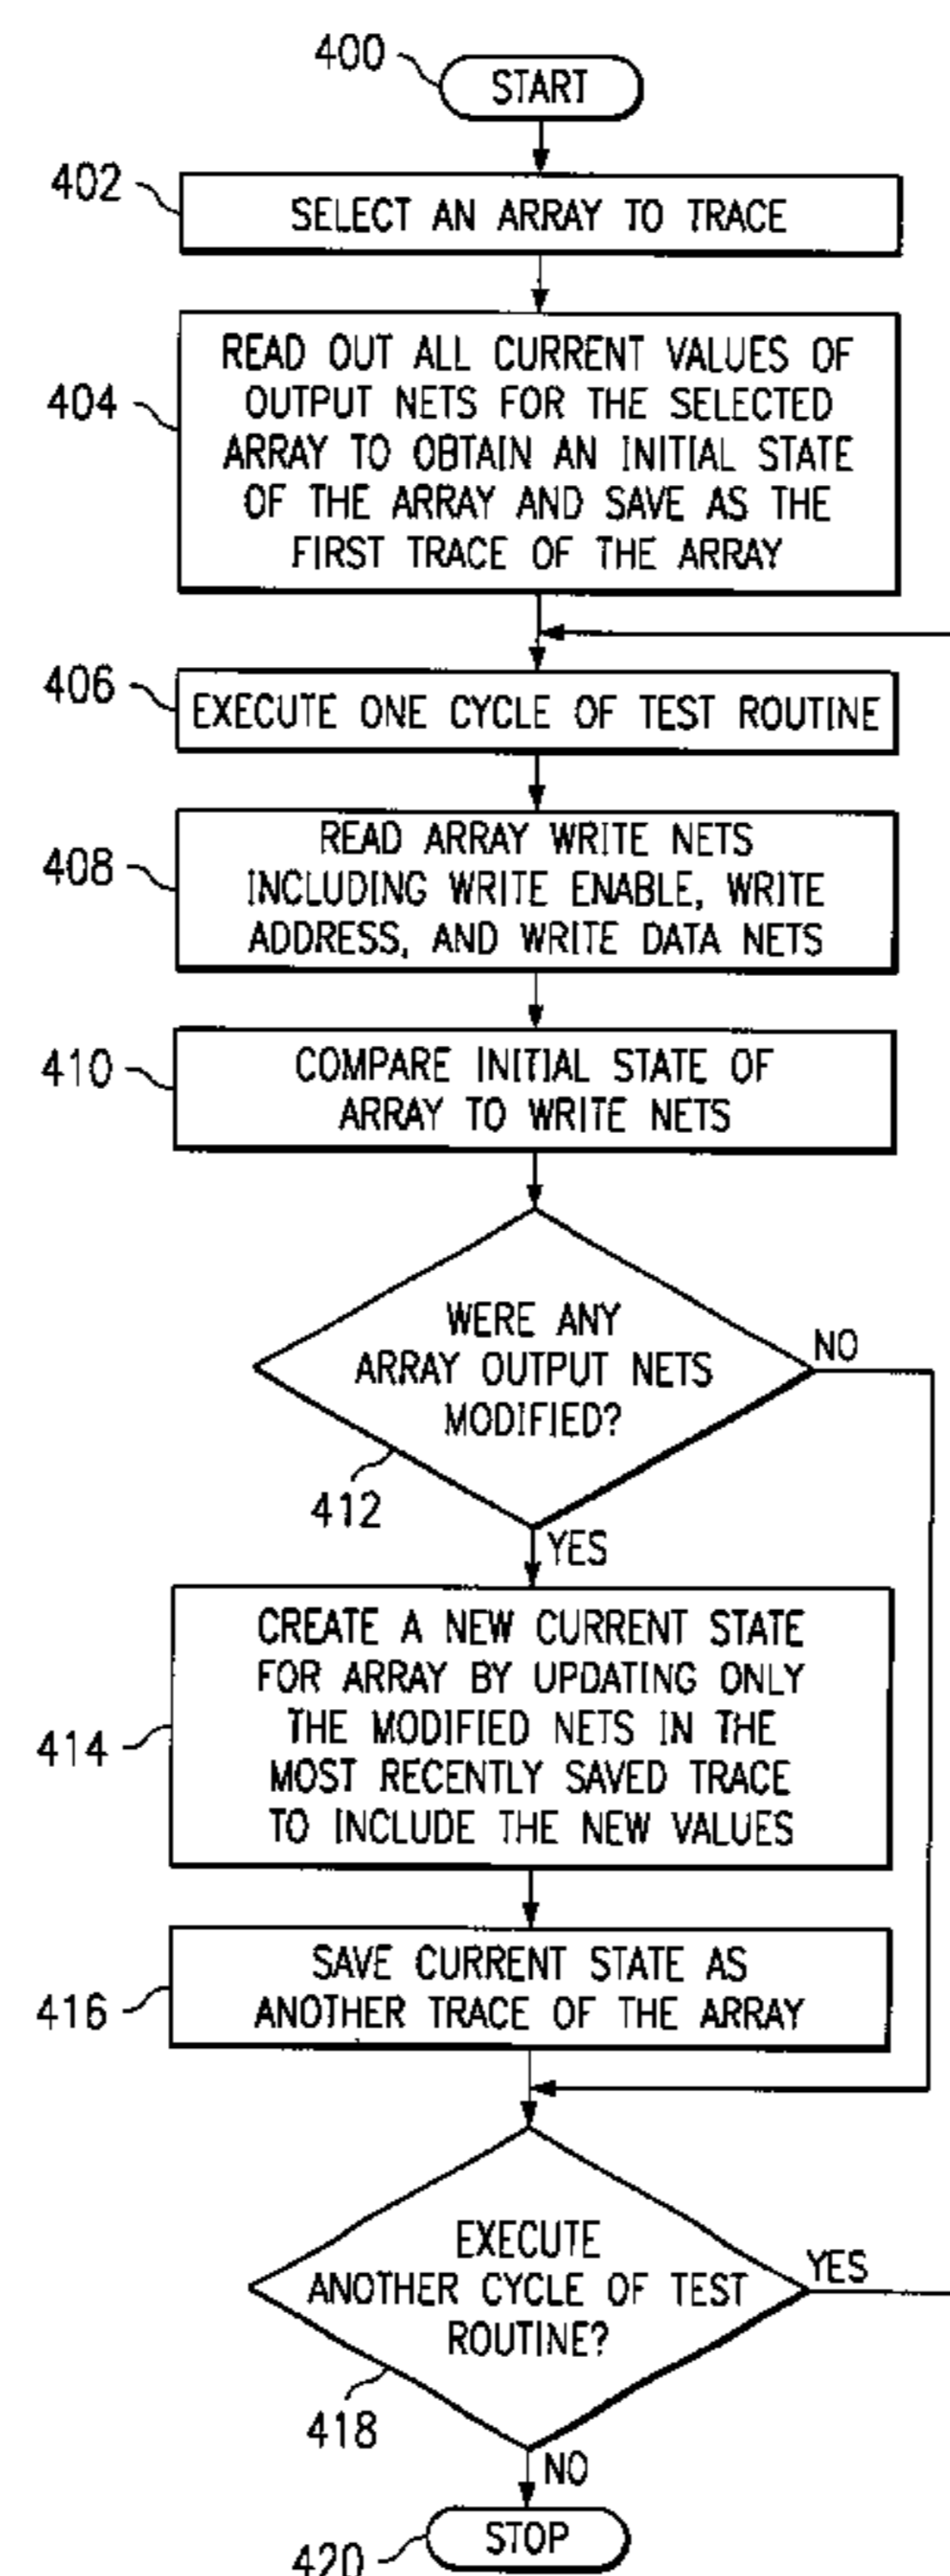 400
START
402
SELECT AN ARRAY TO TRACE
404
READ OUT ALL CURRENT VALUES OF
OUTPUT NETS FOR THE SELECTED
ARRAY TO OBTAIN AN INITIAL STATE
OF THE ARRAY AND SAVE AS THE
FIRST TRACE OF THE ARRAY
406
EXECUTE ONE CYCLE OF TEST ROUTINE
408
READ ARRAY WRITE NETS
INCLUDING WRITE ENABLE, WRITE
ADDRESS, AND WRITE DATA NETS
410
COMPARE INITIAL STATE OF
ARRAY TO WRITE NETS
WERE ANY
ARRAY OUTPUT NETS
MODIFIED?
NO
412
YES
414
CREATE A NEW CURRENT STATE
FOR ARRAY BY UPDATING ONLY
THE MODIFIED NETS IN THE
MOST RECENTLY SAVED TRACE
TO INCLUDE THE NEW VALUES
416
SAVE CURRENT STATE AS
ANOTHER TRACE OF THE ARRAY
EXECUTE
ANOTHER CYCLE OF TEST
ROUTINE?
YES
418
NO
420
STOP